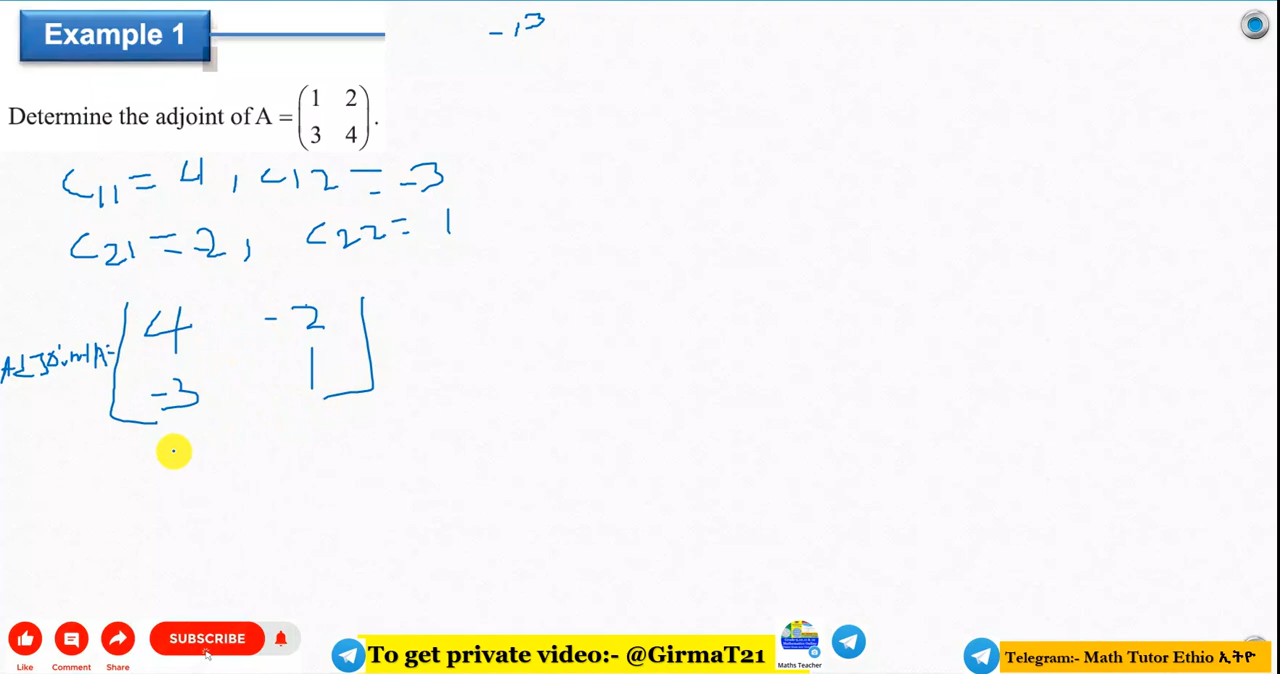 Example 1
- 13
Determine the adjoint of A = (1 2
3 4).
C11 = 4, C12 = -3
C21 = 2, C22 = 1
4 -2
Adjoint A =
-3 1
Like
Comment
Share
SUBSCRIBE
To get private video:- @GirmaT21
Maths Teacher
Telegram:- Math Tutor Ethio ኢትዮ